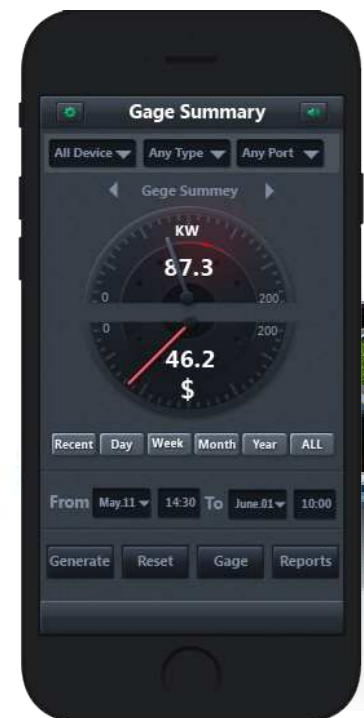 Gage Summary
All Device Any Type Any Port
Gege Summey
KW
87.3
0 200
0 200
46.2
$
Recent Day Week Month Year ALL
From May.11 14:30 To June.01 10:00
Generate Reset Gage Reports